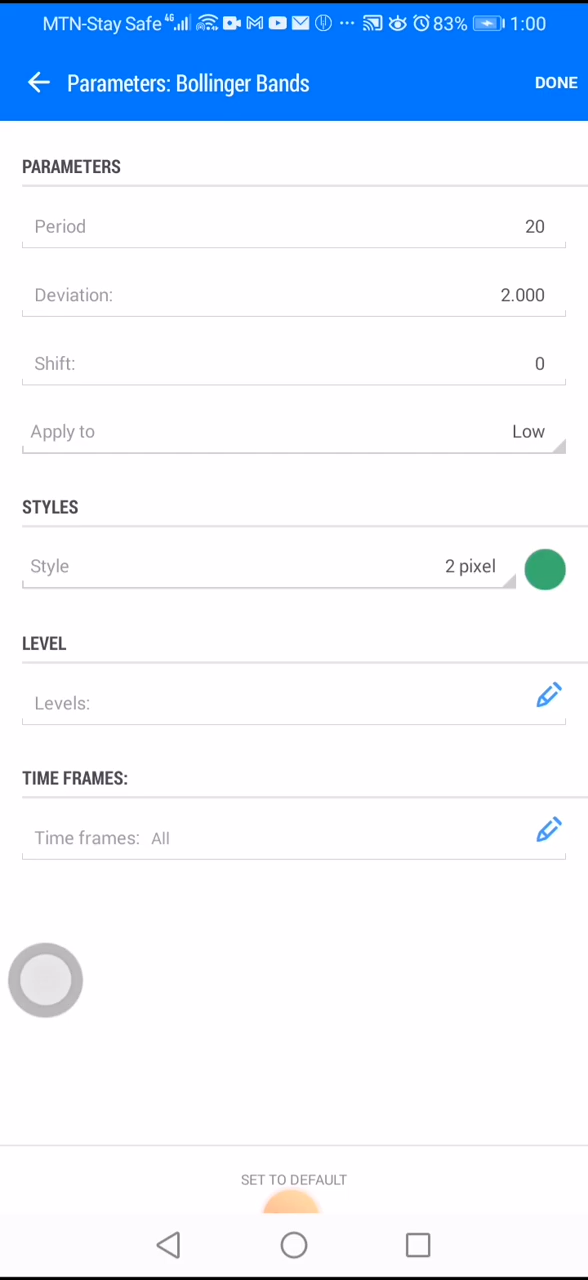 MTN-Stay Safe 4G 83% 1:00
Parameters: Bollinger Bands DONE
PARAMETERS
Period 20
Deviation: 2.000
Shift: 0
Apply to Low
STYLES
Style 2 pixel
LEVEL
Levels:
TIME FRAMES:
Time frames: All
SET TO DEFAULT